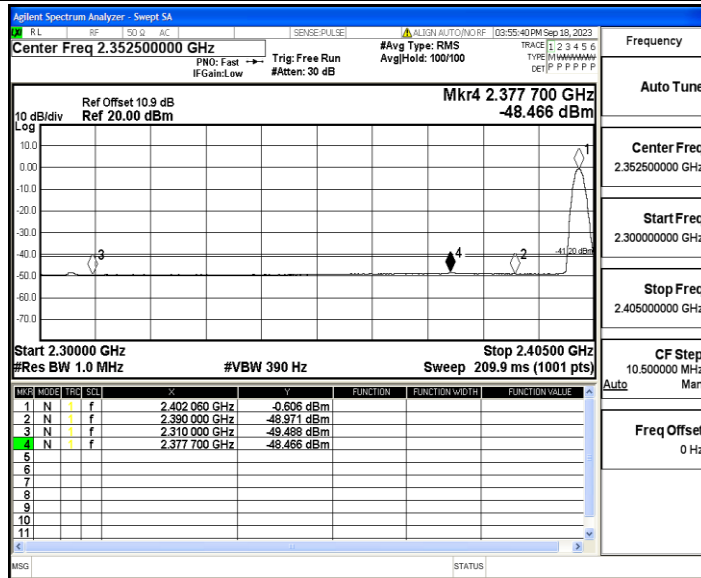 Agilent Spectrum Analyzer - Swept SA
RL RF 50 Ω AC SENSE:PULSE ALIGN AUTO/NO RF 03:55:40 PM Sep 18, 2023
Center Freq 2.352500000 GHz
PNO: Fast
IFGain:Low
Trig: Free Run
#Atten: 30 dB
#Avg Type: RMS
Avg|Hold: 100/100
TRACE 1 2 3 4 5 6
TYPE MWWWWW
DET P P P P P P
Ref Offset 10.9 dB
Ref 20.00 dBm
10 dB/div
Log
Mkr4 2.377 700 GHz
-48.466 dBm
10.0
0.00
-10.0
-20.0
-30.0
-40.0
-50.0
-60.0
-70.0
1
2
3
4
-41.20 dBm
Start 2.30000 GHz Stop 2.40500 GHz
#Res BW 1.0 MHz #VBW 390 Hz Sweep 209.9 ms (1001 pts)
MKR MODE TRC SCL X Y FUNCTION FUNCTION WIDTH FUNCTION VALUE
1 N 1 f 2.402 060 GHz -0.606 dBm
2 N 1 f 2.390 000 GHz -48.971 dBm
3 N 1 f 2.310 000 GHz -49.488 dBm
4 N 1 f 2.377 700 GHz -48.466 dBm
5
6
7
8
9
10
11
MSG STATUS
Frequency
Auto Tune
Center Freq
2.352500000 GHz
Start Freq
2.300000000 GHz
Stop Freq
2.405000000 GHz
CF Step
10.500000 MHz
Auto Man
Freq Offset
0 Hz